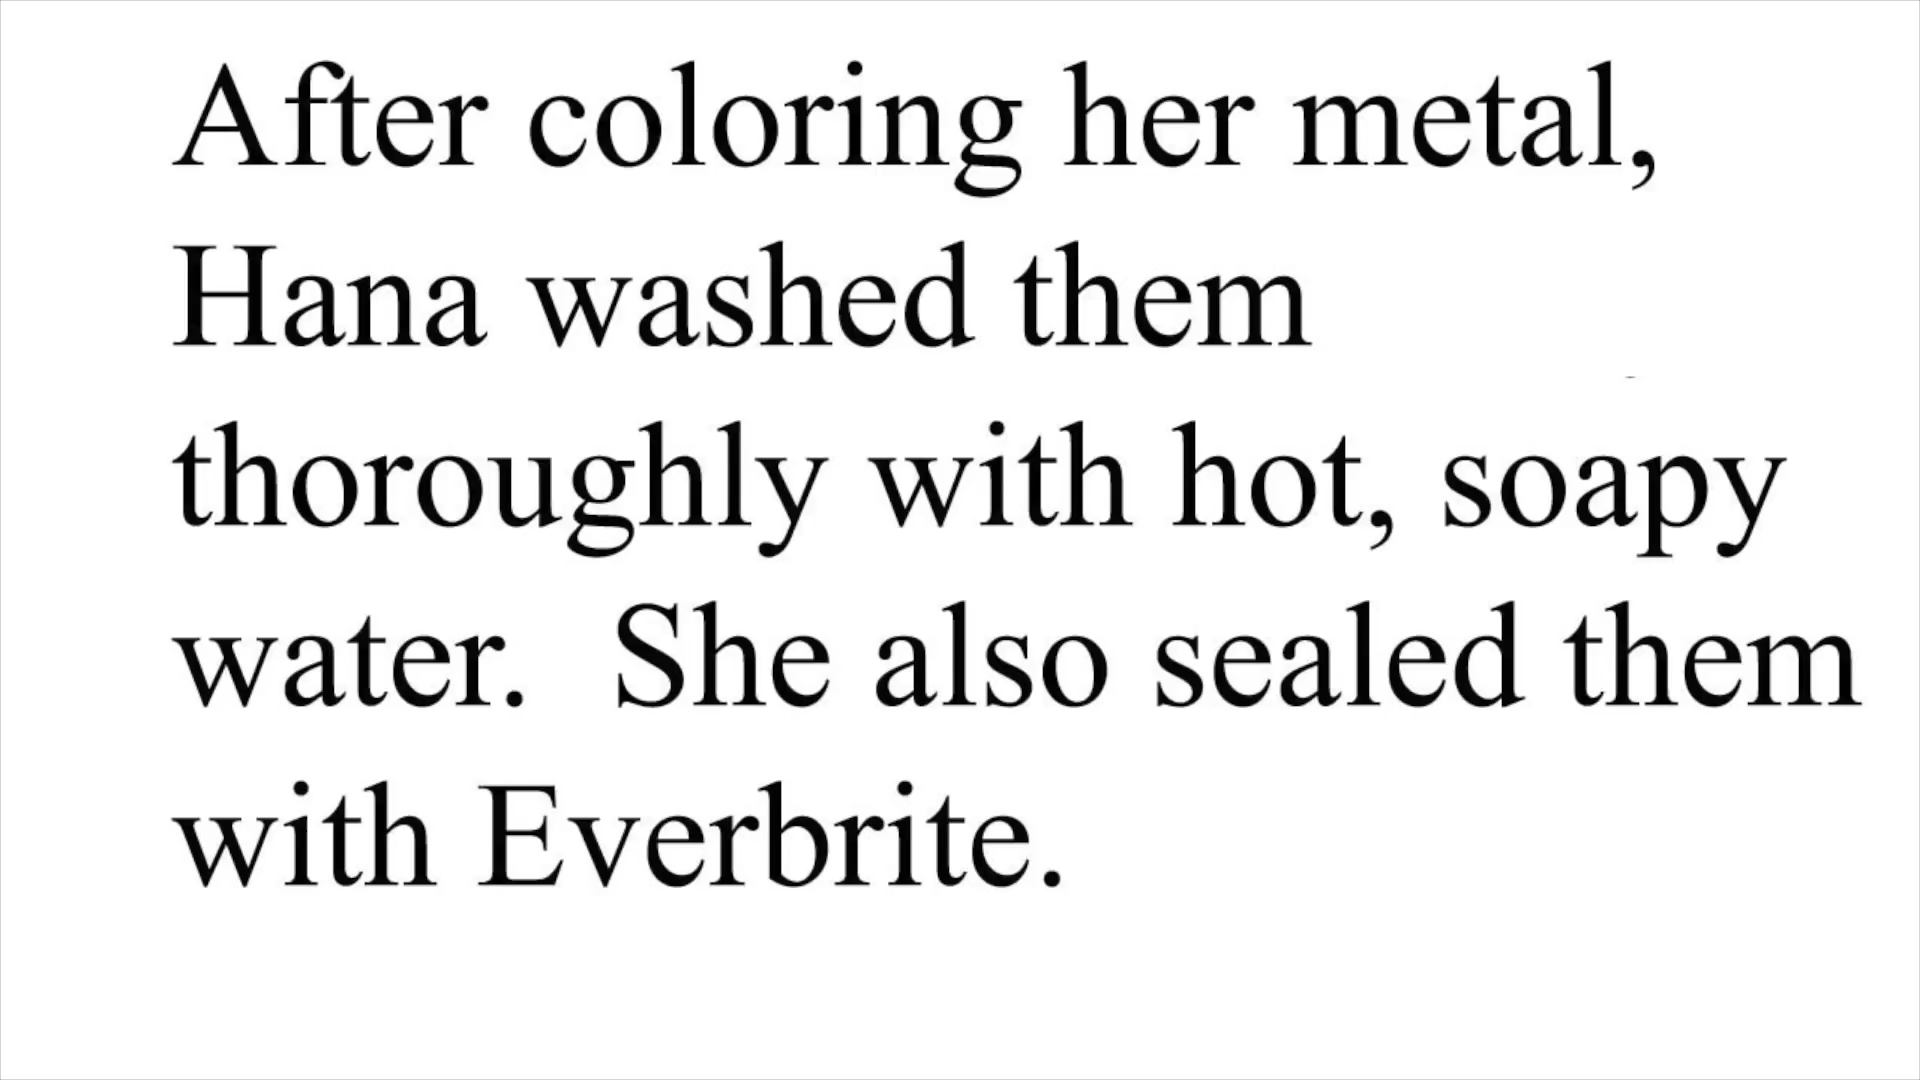 After coloring her metal,
Hana washed them
thoroughly with hot, soapy
water.  She also sealed them
with Everbrite.